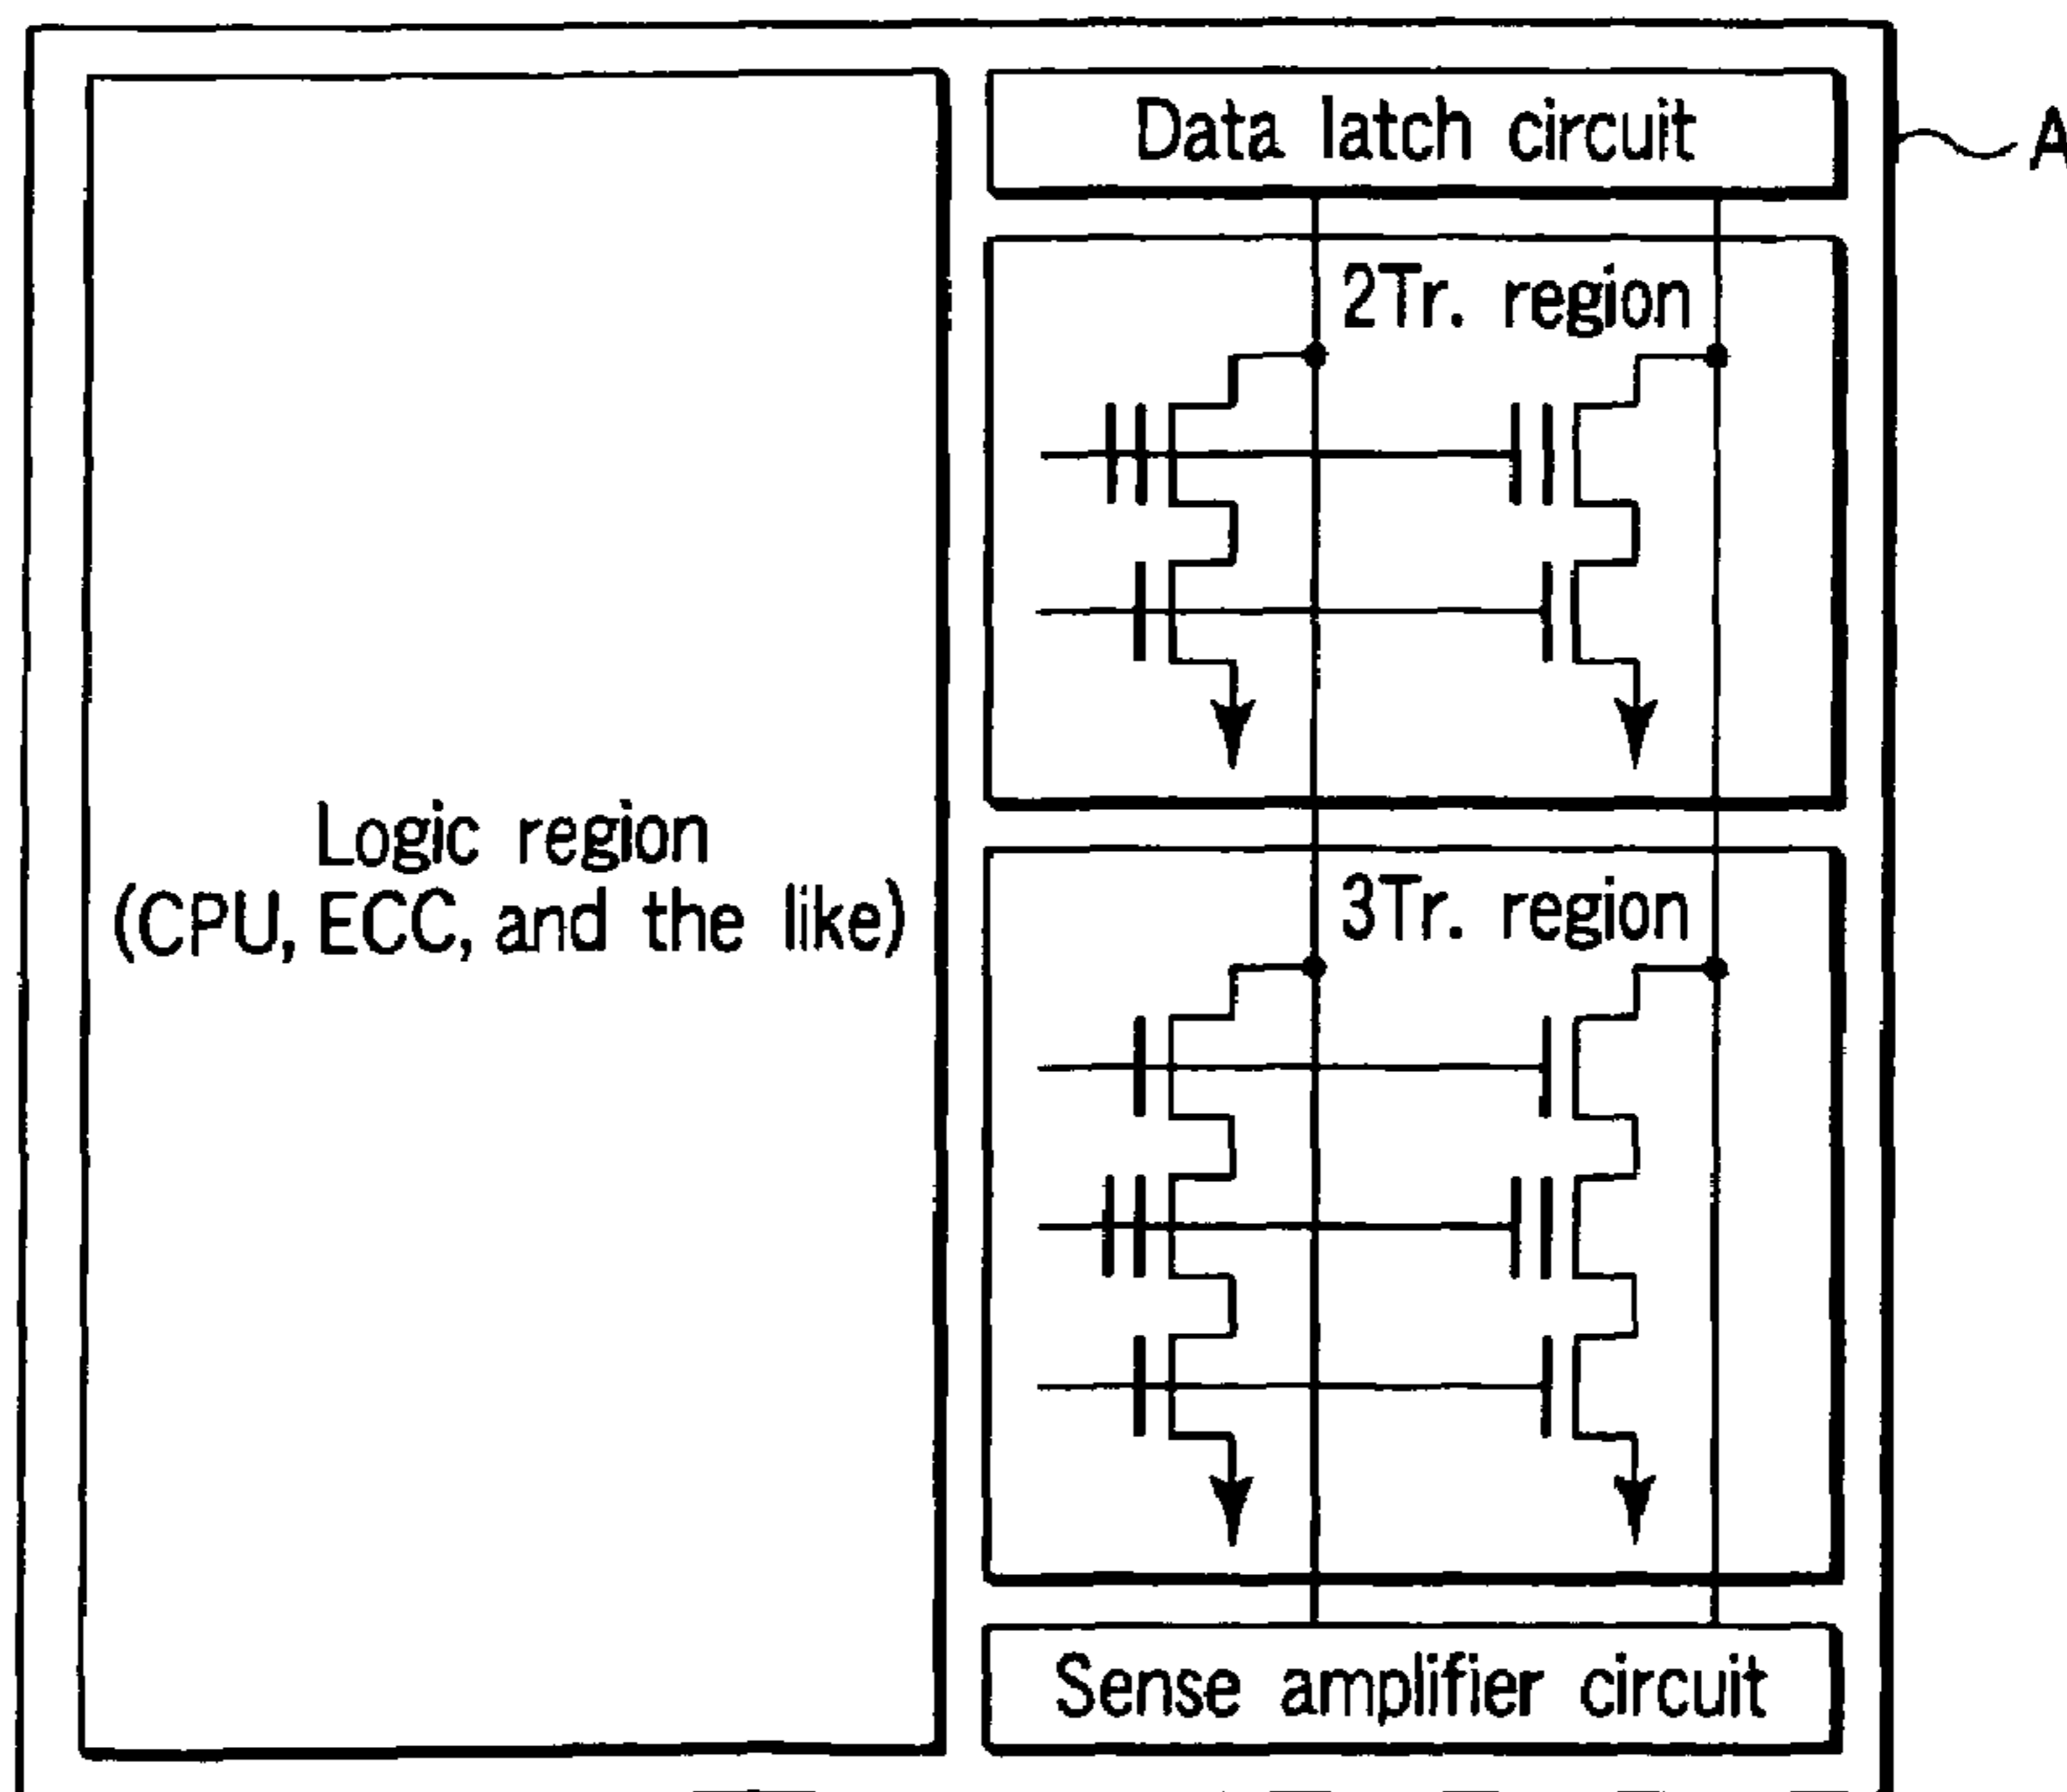 Data latch circuit
A
2Tr. region
Logic region
(CPU, ECC, and the like)
3Tr. region
Sense amplifier circuit